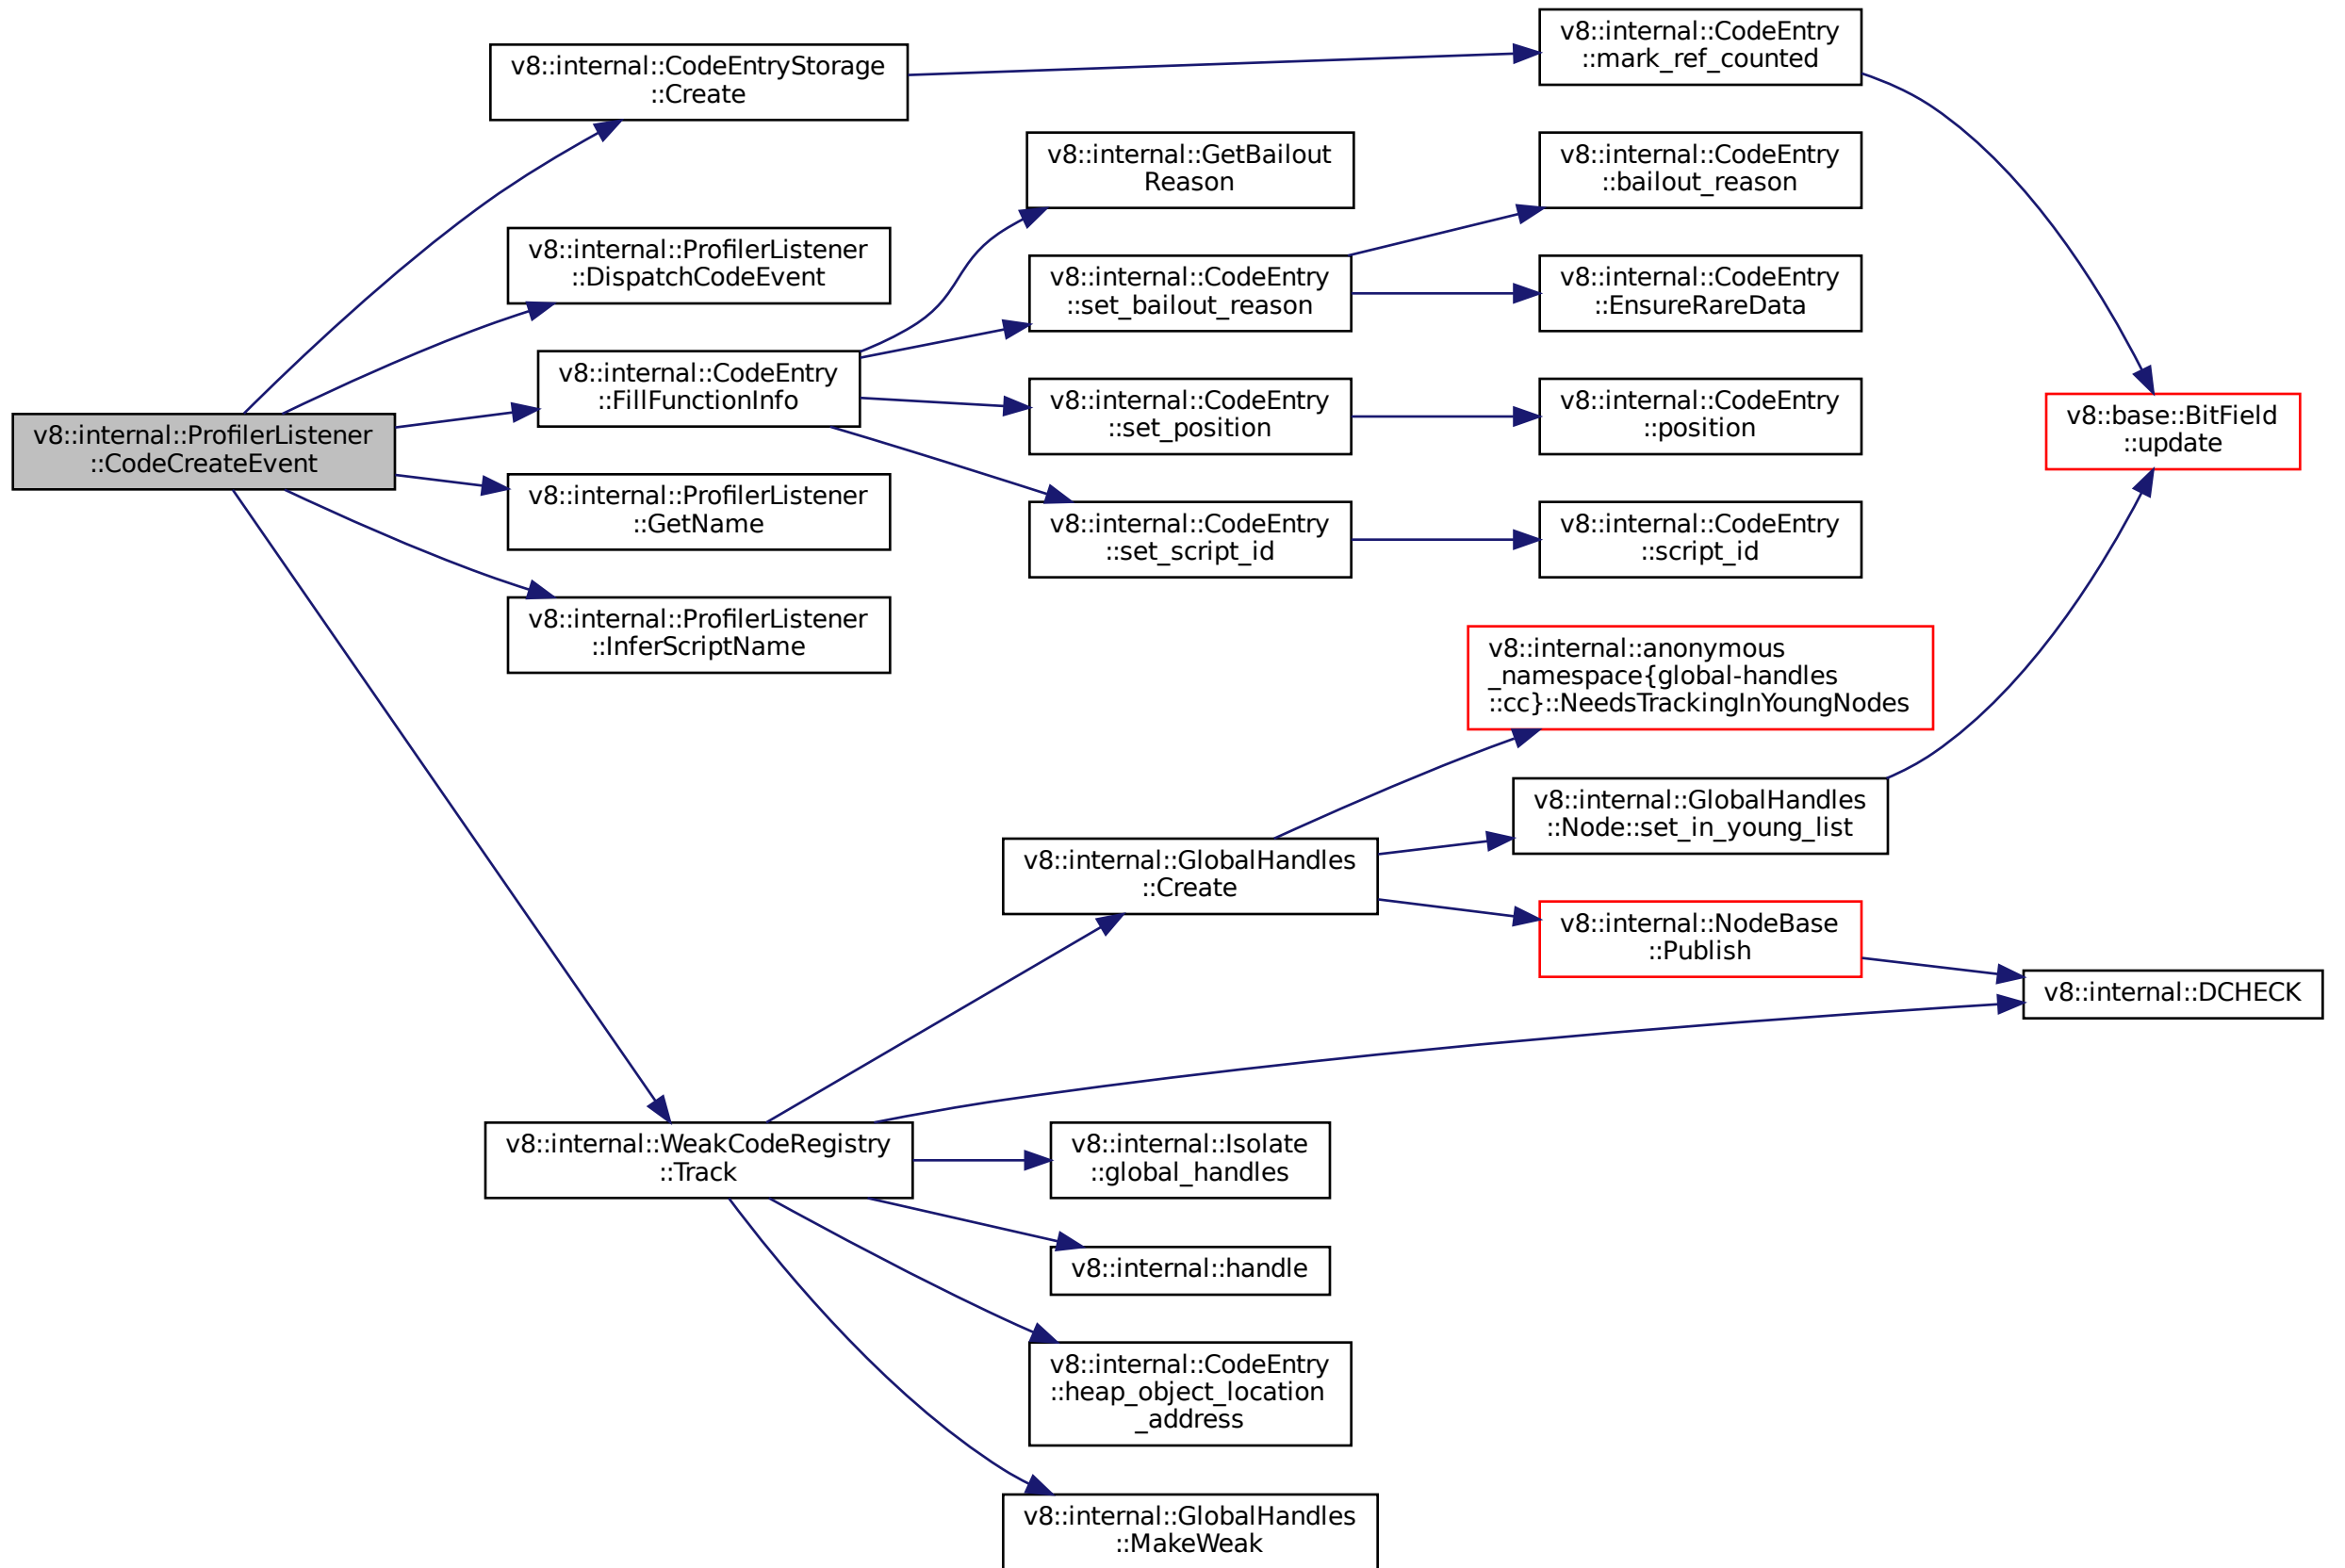 v8::internal::ProfilerListener
::CodeCreateEvent
v8::internal::CodeEntryStorage
::Create
v8::internal::CodeEntry
::mark_ref_counted
v8::base::BitField
::update
v8::internal::ProfilerListener
::DispatchCodeEvent
v8::internal::CodeEntry
::FillFunctionInfo
v8::internal::GetBailout
Reason
v8::internal::CodeEntry
::set_bailout_reason
v8::internal::CodeEntry
::bailout_reason
v8::internal::CodeEntry
::EnsureRareData
v8::internal::CodeEntry
::set_position
v8::internal::CodeEntry
::position
v8::internal::CodeEntry
::set_script_id
v8::internal::CodeEntry
::script_id
v8::internal::ProfilerListener
::GetName
v8::internal::ProfilerListener
::InferScriptName
v8::internal::WeakCodeRegistry
::Track
v8::internal::GlobalHandles
::Create
v8::internal::anonymous
_namespace{global-handles
::cc}::NeedsTrackingInYoungNodes
v8::internal::GlobalHandles
::Node::set_in_young_list
v8::internal::NodeBase
::Publish
v8::internal::DCHECK
v8::internal::Isolate
::global_handles
v8::internal::handle
v8::internal::CodeEntry
::heap_object_location
_address
v8::internal::GlobalHandles
::MakeWeak